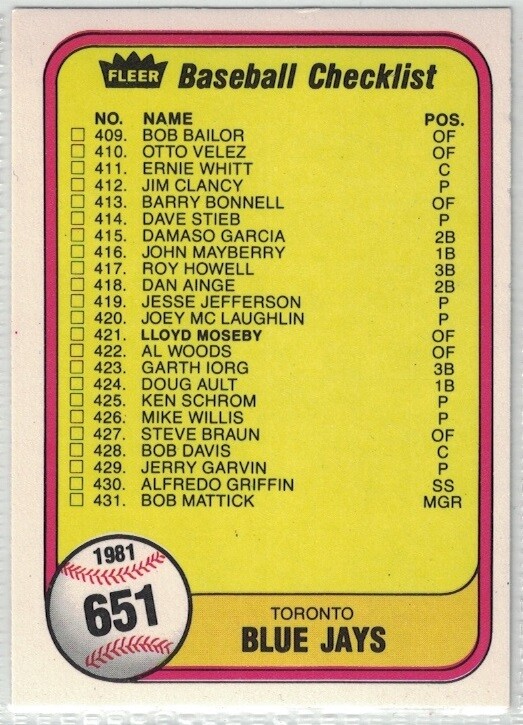 FLEER Baseball Checklist
NO. NAME POS.
409. BOB BAILOR OF
410. OTTO VELEZ OF
411. ERNIE WHITT C
412. JIM CLANCY P
413. BARRY BONNELL OF
414. DAVE STIEB P
415. DAMASO GARCIA 2B
416. JOHN MAYBERRY 1B
417. ROY HOWELL 3B
418. DAN AINGE 2B
419. JESSE JEFFERSON P
420. JOEY MC LAUGHLIN P
421. LLOYD MOSEBY OF
422. AL WOODS OF
423. GARTH IORG 3B
424. DOUG AULT 1B
425. KEN SCHROM P
426. MIKE WILLIS P
427. STEVE BRAUN OF
428. BOB DAVIS C
429. JERRY GARVIN P
430. ALFREDO GRIFFIN SS
431. BOB MATTICK MGR
1981
651
TORONTO
BLUE JAYS